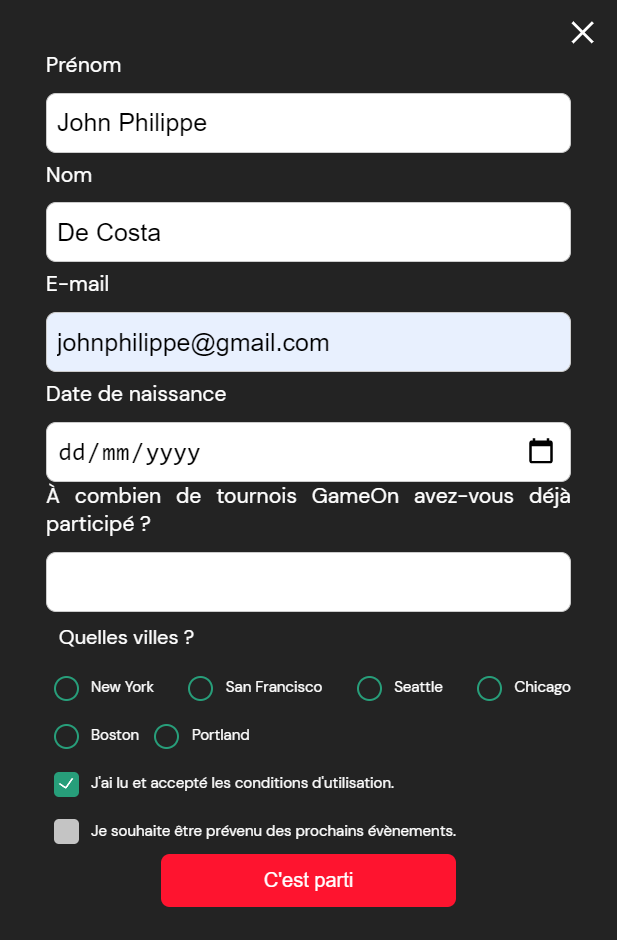 Prénom
John Philippe
Nom
De Costa
E-mail
johnphilippe@gmail.com
Date de naissance
dd/mm/yyyy
À combien de tournois GameOn avez-vous déjà
participé ?
Quelles villes ?
New York San Francisco Seattle Chicago
Boston Portland
J'ai lu et accepté les conditions d'utilisation.
Je souhaite être prévenu des prochains évènements.
C'est parti